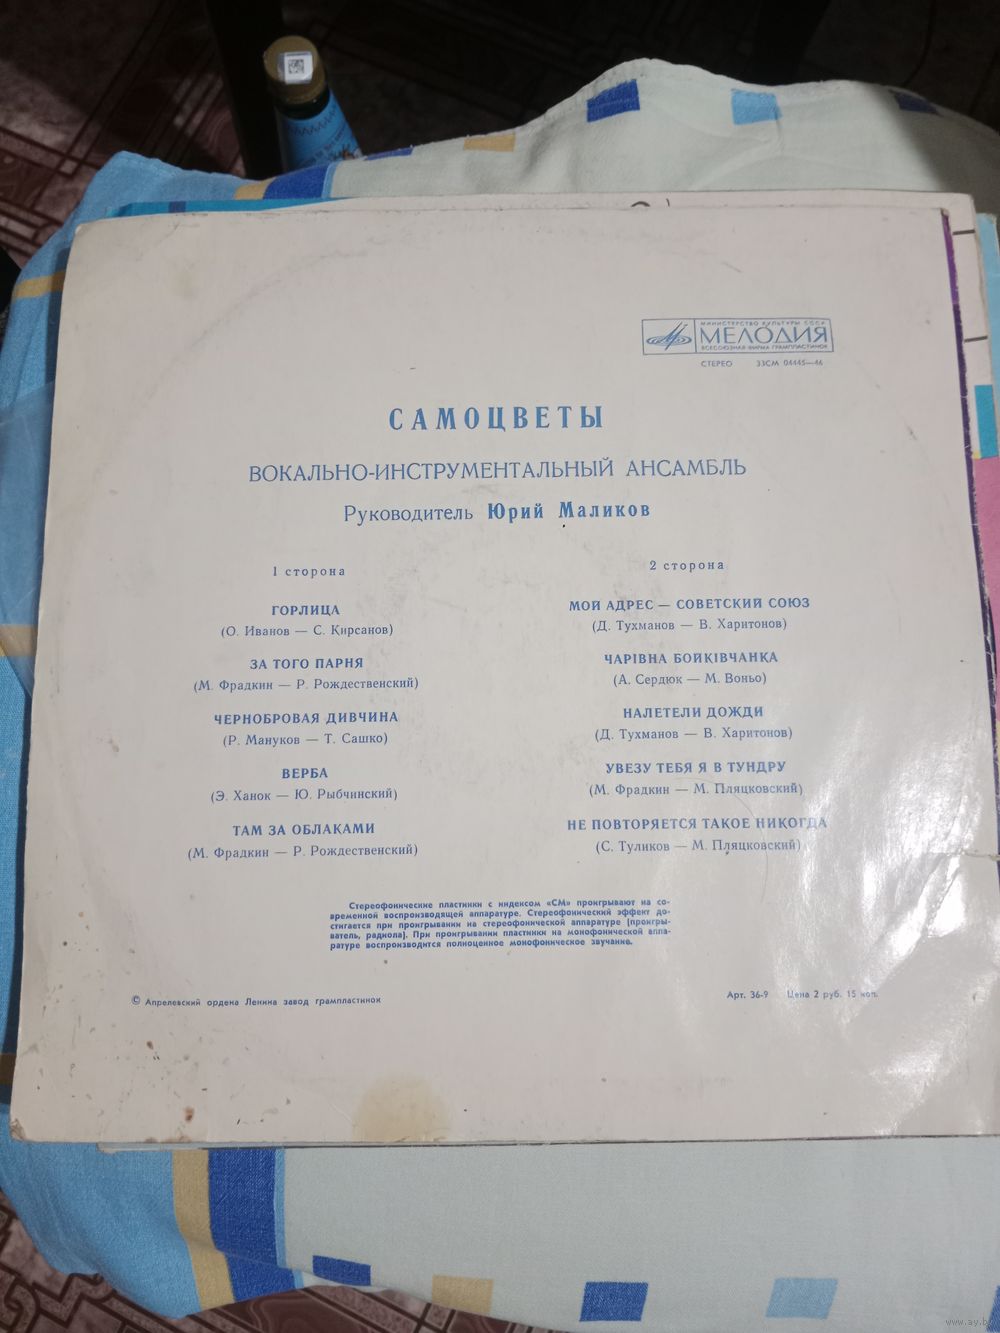 МИНИСТЕРСТВО КУЛЬТУРЫ СССР
МЕЛОДИЯ
ВСЕСОЮЗНАЯ ФИРМА ГРАМПЛАСТИНОК
СТЕРЕО 33СМ 04445—46
САМОЦВЕТЫ
ВОКАЛЬНО-ИНСТРУМЕНТАЛЬНЫЙ АНСАМБЛЬ
Руководитель Юрий Маликов
1 сторона
ГОРЛИЦА
(О. Иванов — С. Кирсанов)
ЗА ТОГО ПАРНЯ
(М. Фрадкин — Р. Рождественский)
ЧЕРНОБРОВАЯ ДИВЧИНА
(Р. Мануков — Т. Сашко)
ВЕРБА
(Э. Ханок — Ю. Рыбчинский)
ТАМ ЗА ОБЛАКАМИ
(М. Фрадкин — Р. Рождественский)
2 сторона
МОЙ АДРЕС — СОВЕТСКИЙ СОЮЗ
(Д. Тухманов — В. Харитонов)
ЧАРІВНА БОЙКІВЧАНКА
(А. Сердюк — М. Воньо)
НАЛЕТЕЛИ ДОЖДИ
(Д. Тухманов — В. Харитонов)
УВЕЗУ ТЕБЯ Я В ТУНДРУ
(М. Фрадкин — М. Пляцковский)
НЕ ПОВТОРЯЕТСЯ ТАКОЕ НИКОГДА
(С. Туликов — М. Пляцковский)
Стереофонические пластинки с индексом «СМ» проигрывают на со-
временной воспроизводящей аппаратуре. Стереофонический эффект до-
стигается при проигрывании на стереофонической аппаратуре (проигры-
ватель, радиола). При проигрывании пластинки на монофонической аппа-
ратуре воспроизводится полноценное монофоническое звучание.
© Апрелевский ордена Ленина завод грампластинок
Арт. 36-9 Цена 2 руб. 15 коп.